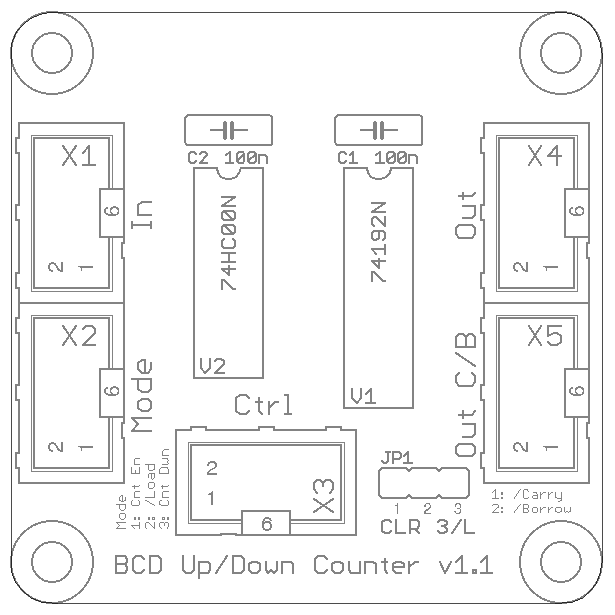 C2 100n
C1 100n
X1
6
2 1
In
74HC00N
V2
74192N
V1
X4
6
2 1
Out
X2
6
2 1
Mode
X5
6
2 1
Out C/B
Ctrl
2
1
X3
6
JP1
1 2 3
CLR 3/L
Mode
1: Cnt En
2: /Load
3: Cnt Dwn
1: /Carry
2: /Borrow
BCD Up/Down Counter v1.1